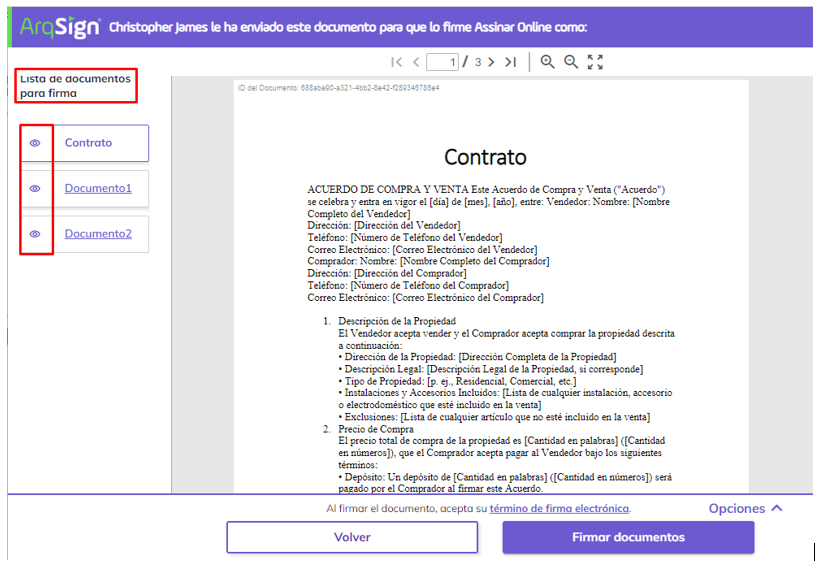 ArqSign Christopher James le ha enviado este documento para que lo firme Assinar Online como:
1 / 3
Lista de documentos
para firma
Contrato
Documento1
Documento2
ID del Documento: 688abe90-a321-4bb2-8e42-f289346786e4
Contrato
ACUERDO DE COMPRA Y VENTA Este Acuerdo de Compra y Venta ("Acuerdo")
se celebra y entra en vigor el [día] de [mes], [año], entre: Vendedor: Nombre: [Nombre
Completo del Vendedor]
Dirección: [Dirección del Vendedor]
Teléfono: [Número de Teléfono del Vendedor]
Correo Electrónico: [Correo Electrónico del Vendedor]
Comprador: Nombre: [Nombre Completo del Comprador]
Dirección: [Dirección del Comprador]
Teléfono: [Número de Teléfono del Comprador]
Correo Electrónico: [Correo Electrónico del Comprador]
1. Descripción de la Propiedad
El Vendedor acepta vender y el Comprador acepta comprar la propiedad descrita
a continuación:
• Dirección de la Propiedad: [Dirección Completa de la Propiedad]
• Descripción Legal: [Descripción Legal de la Propiedad, si corresponde]
• Tipo de Propiedad: [p. ej., Residencial, Comercial, etc.]
• Instalaciones y Accesorios Incluidos: [Lista de cualquier instalación, accesorio
o electrodoméstico que esté incluido en la venta]
• Exclusiones: [Lista de cualquier artículo que no esté incluido en la venta]
2. Precio de Compra
El precio total de compra de la propiedad es [Cantidad en palabras] ([Cantidad
en números]), que el Comprador acepta pagar al Vendedor bajo los siguientes
términos:
• Depósito: Un depósito de [Cantidad en palabras] ([Cantidad en números]) será
pagado por el Comprador al firmar este Acuerdo.
Al firmar el documento, acepta su término de firma electrónica.
Opciones
Volver
Firmar documentos